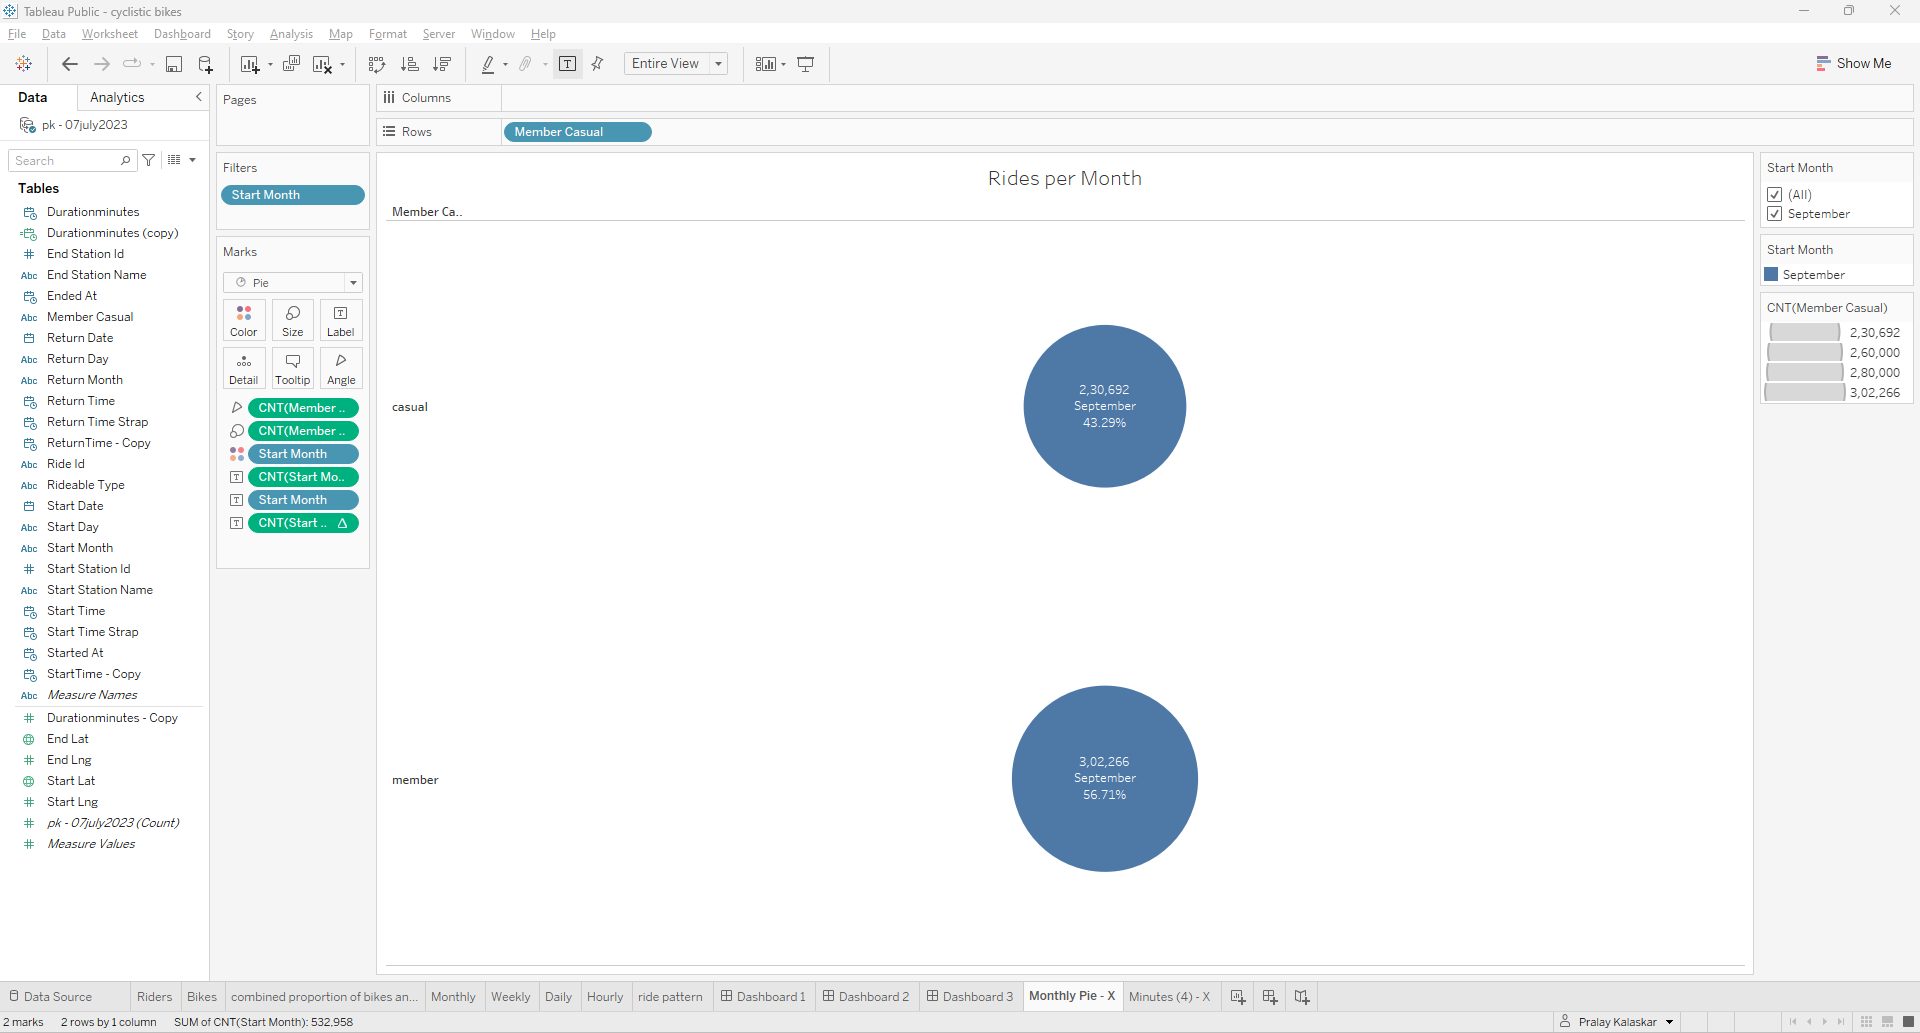 Tableau Public - cyclistic bikes
File Data Worksheet Dashboard Story Analysis Map Format Server Window Help
Entire View
Show Me
Data Analytics
pk - 07july2023
Search
Tables
Durationminutes
Durationminutes (copy)
# End Station Id
Abc End Station Name
Ended At
Abc Member Casual
Return Date
Abc Return Day
Abc Return Month
Return Time
Return Time Strap
ReturnTime - Copy
Abc Ride Id
Abc Rideable Type
Start Date
Abc Start Day
Abc Start Month
# Start Station Id
Abc Start Station Name
Start Time
Start Time Strap
Started At
StartTime - Copy
Abc Measure Names
# Durationminutes - Copy
End Lat
# End Lng
Start Lat
# Start Lng
# pk - 07july2023 (Count)
# Measure Values
Pages
Filters
Start Month
Marks
Pie
Color Size Label
Detail Tooltip Angle
CNT(Member ..
CNT(Member ..
Start Month
T CNT(Start Mo..
T Start Month
T CNT(Start .. Δ
Columns
Rows Member Casual
Rides per Month
Member Ca..
casual
2,30,692
September
43.29%
member
3,02,266
September
56.71%
Start Month
(All)
September
Start Month
September
CNT(Member Casual)
2,30,692
2,60,000
2,80,000
3,02,266
Data Source Riders Bikes combined proportion of bikes an... Monthly Weekly Daily Hourly ride pattern Dashboard 1 Dashboard 2 Dashboard 3 Monthly Pie - X Minutes (4) - X
2 marks 2 rows by 1 column SUM of CNT(Start Month): 532,958 Pralay Kalaskar